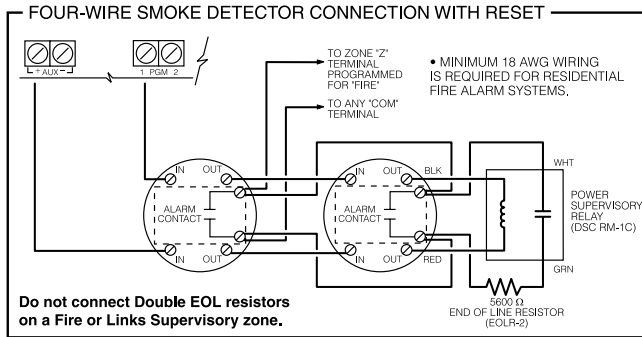 FOUR-WIRE SMOKE DETECTOR CONNECTION WITH RESET
+ AUX -
1 PGM 2
TO ZONE "Z"
TERMINAL
PROGRAMMED
FOR "FIRE"
TO ANY "COM"
TERMINAL
• MINIMUM 18 AWG WIRING
IS REQUIRED FOR RESIDENTIAL
FIRE ALARM SYSTEMS.
IN OUT
ALARM
CONTACT
IN OUT
IN OUT
ALARM
CONTACT
IN OUT
BLK
RED
WHT
POWER
SUPERVISORY
RELAY
(DSC RM-1C)
GRN
5600 Ω
END OF LINE RESISTOR
(EOLR-2)
Do not connect Double EOL resistors
on a Fire or Links Supervisory zone.